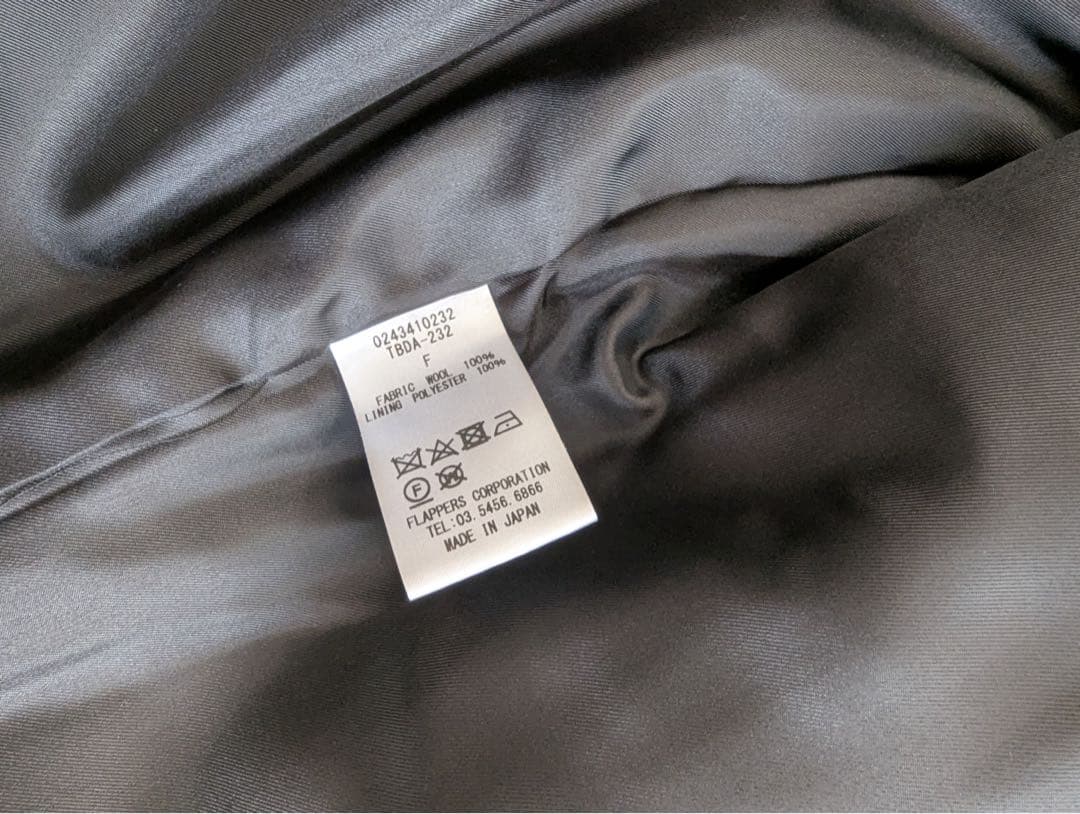 0243410232
TBDA-232
F
FABRIC WOOL 100%
LINING POLYESTER 100%
F
FLAPPERS CORPORATION
TEL:03.5456.6866
MADE IN JAPAN